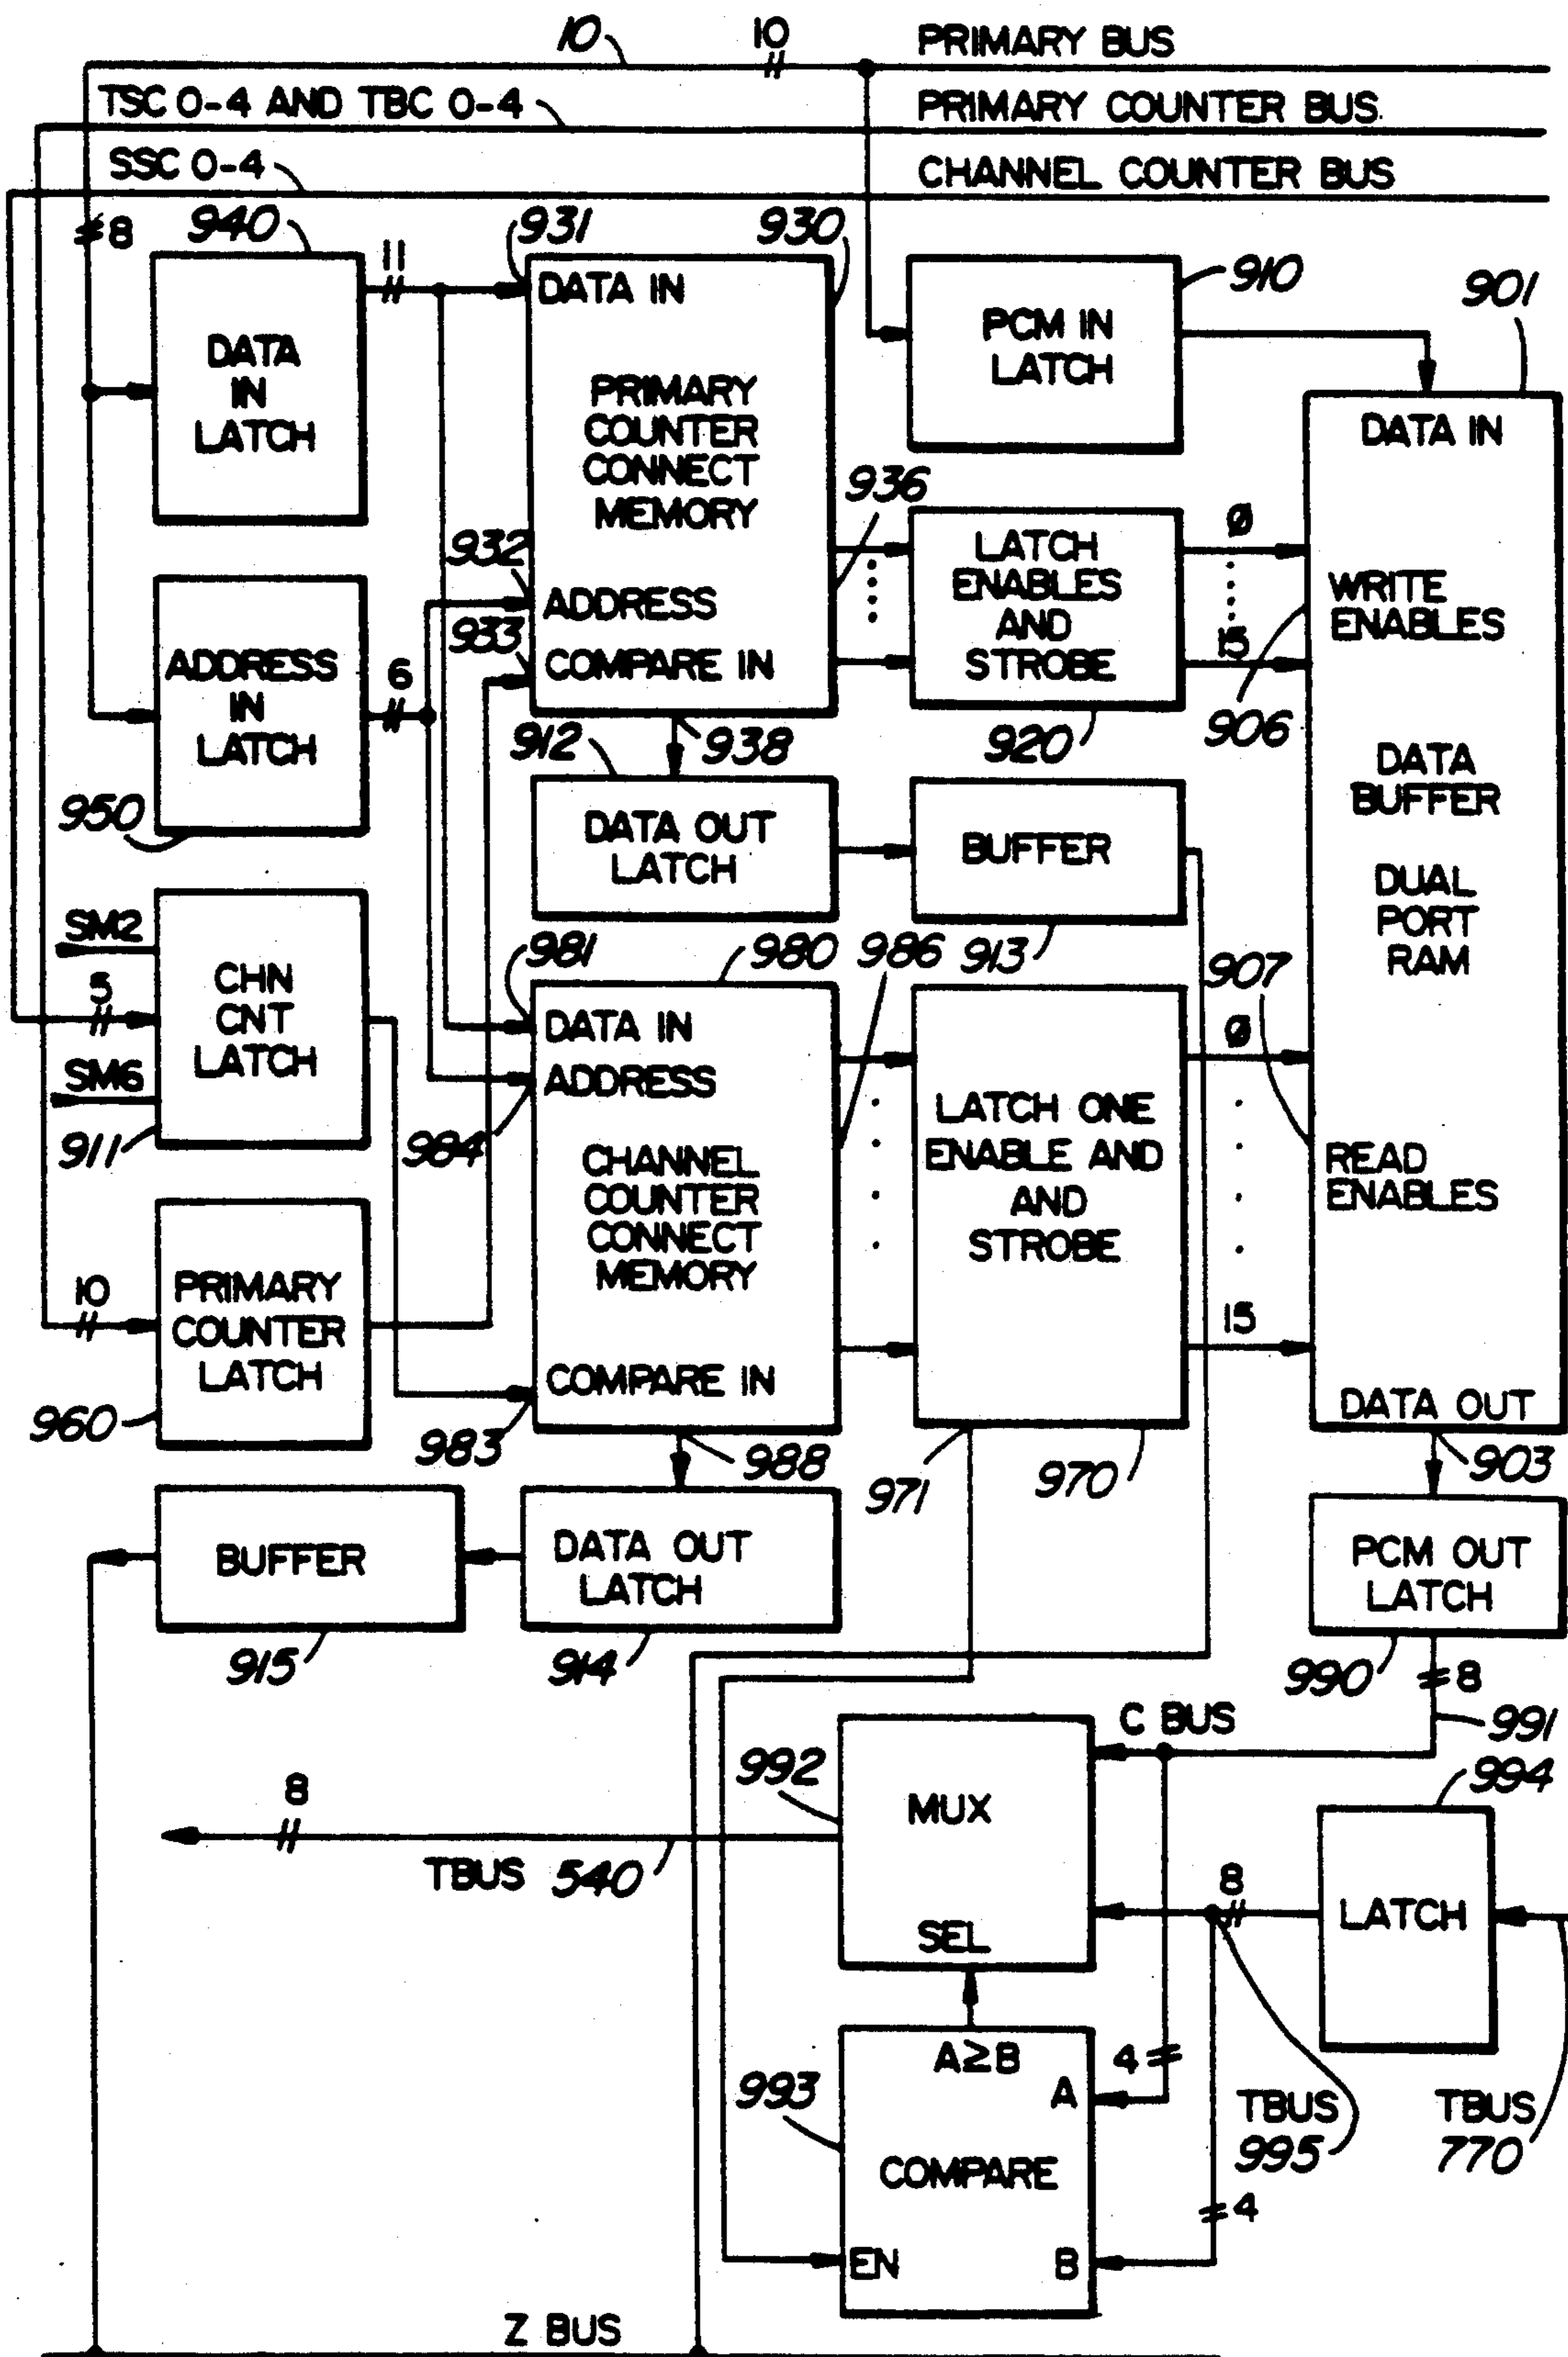 10
10
PRIMARY BUS
TSC 0-4 AND TBC 0-4
PRIMARY COUNTER BUS
SSC 0-4
CHANNEL COUNTER BUS
8
940
11
931
930
910
901
DATA
IN
LATCH
DATA IN
PRIMARY
COUNTER
CONNECT
MEMORY
ADDRESS
COMPARE IN
932
933
936
938
PCM IN
LATCH
DATA IN
WRITE
ENABLES
DATA
BUFFER
DUAL
PORT
RAM
READ
ENABLES
DATA OUT
LATCH
ENABLES
AND
STROBE
Ø
15
906
920
ADDRESS
IN
LATCH
6
950
912
DATA OUT
LATCH
BUFFER
913
SM2
5
SM6
CHN
CNT
LATCH
911
981
980
986
907
984
DATA IN
ADDRESS
CHANNEL
COUNTER
CONNECT
MEMORY
COMPARE IN
LATCH ONE
ENABLE AND
AND
STROBE
Ø
15
10
PRIMARY
COUNTER
LATCH
960
983
988
971
970
903
BUFFER
915
DATA OUT
LATCH
914
PCM OUT
LATCH
990
8
991
C BUS
992
MUX
SEL
8
TBUS 540
994
LATCH
8
A≥B
A
4
993
COMPARE
EN
B
4
TBUS
995
TBUS
770
Z BUS